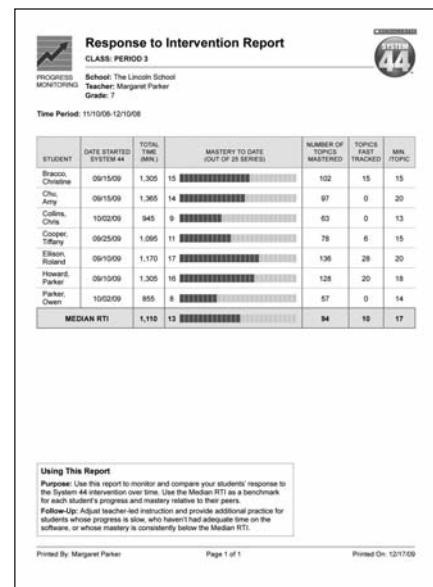 Response to Intervention Report
CLASS: PERIOD 3
SYSTEM 44
PROGRESS MONITORING
School: The Lincoln School
Teacher: Margaret Parker
Grade: 7
Time Period: 11/10/08-12/10/08
STUDENT DATE STARTED SYSTEM 44 TOTAL TIME (MIN.) MASTERY TO DATE (OUT OF 25 SERIES) NUMBER OF TOPICS MASTERED TOPICS FAST TRACKED MIN. /TOPIC
Bracco, Christine 09/15/09 1,305 15 102 15 15
Chu, Amy 09/15/09 1,365 14 97 0 20
Collins, Chris 10/02/09 945 9 63 0 13
Cooper, Tiffany 09/25/09 1,095 11 78 6 15
Ellison, Roland 09/10/09 1,170 17 136 28 20
Howard, Parker 09/10/09 1,305 16 128 20 18
Parker, Owen 10/02/09 855 8 57 0 14
MEDIAN RTI 1,110 13 94 10 17
Using This Report
Purpose: Use this report to monitor and compare your students' response to
the System 44 intervention over time. Use the Median RTI as a benchmark
for each student's progress and mastery relative to their peers.
Follow-Up: Adjust teacher-led instruction and provide additional practice for
students whose progress is slow, who haven't had adequate time on the
software, or whose mastery is consistently below the Median RTI.
Printed By: Margaret Parker Page 1 of 1 Printed On: 12/17/09